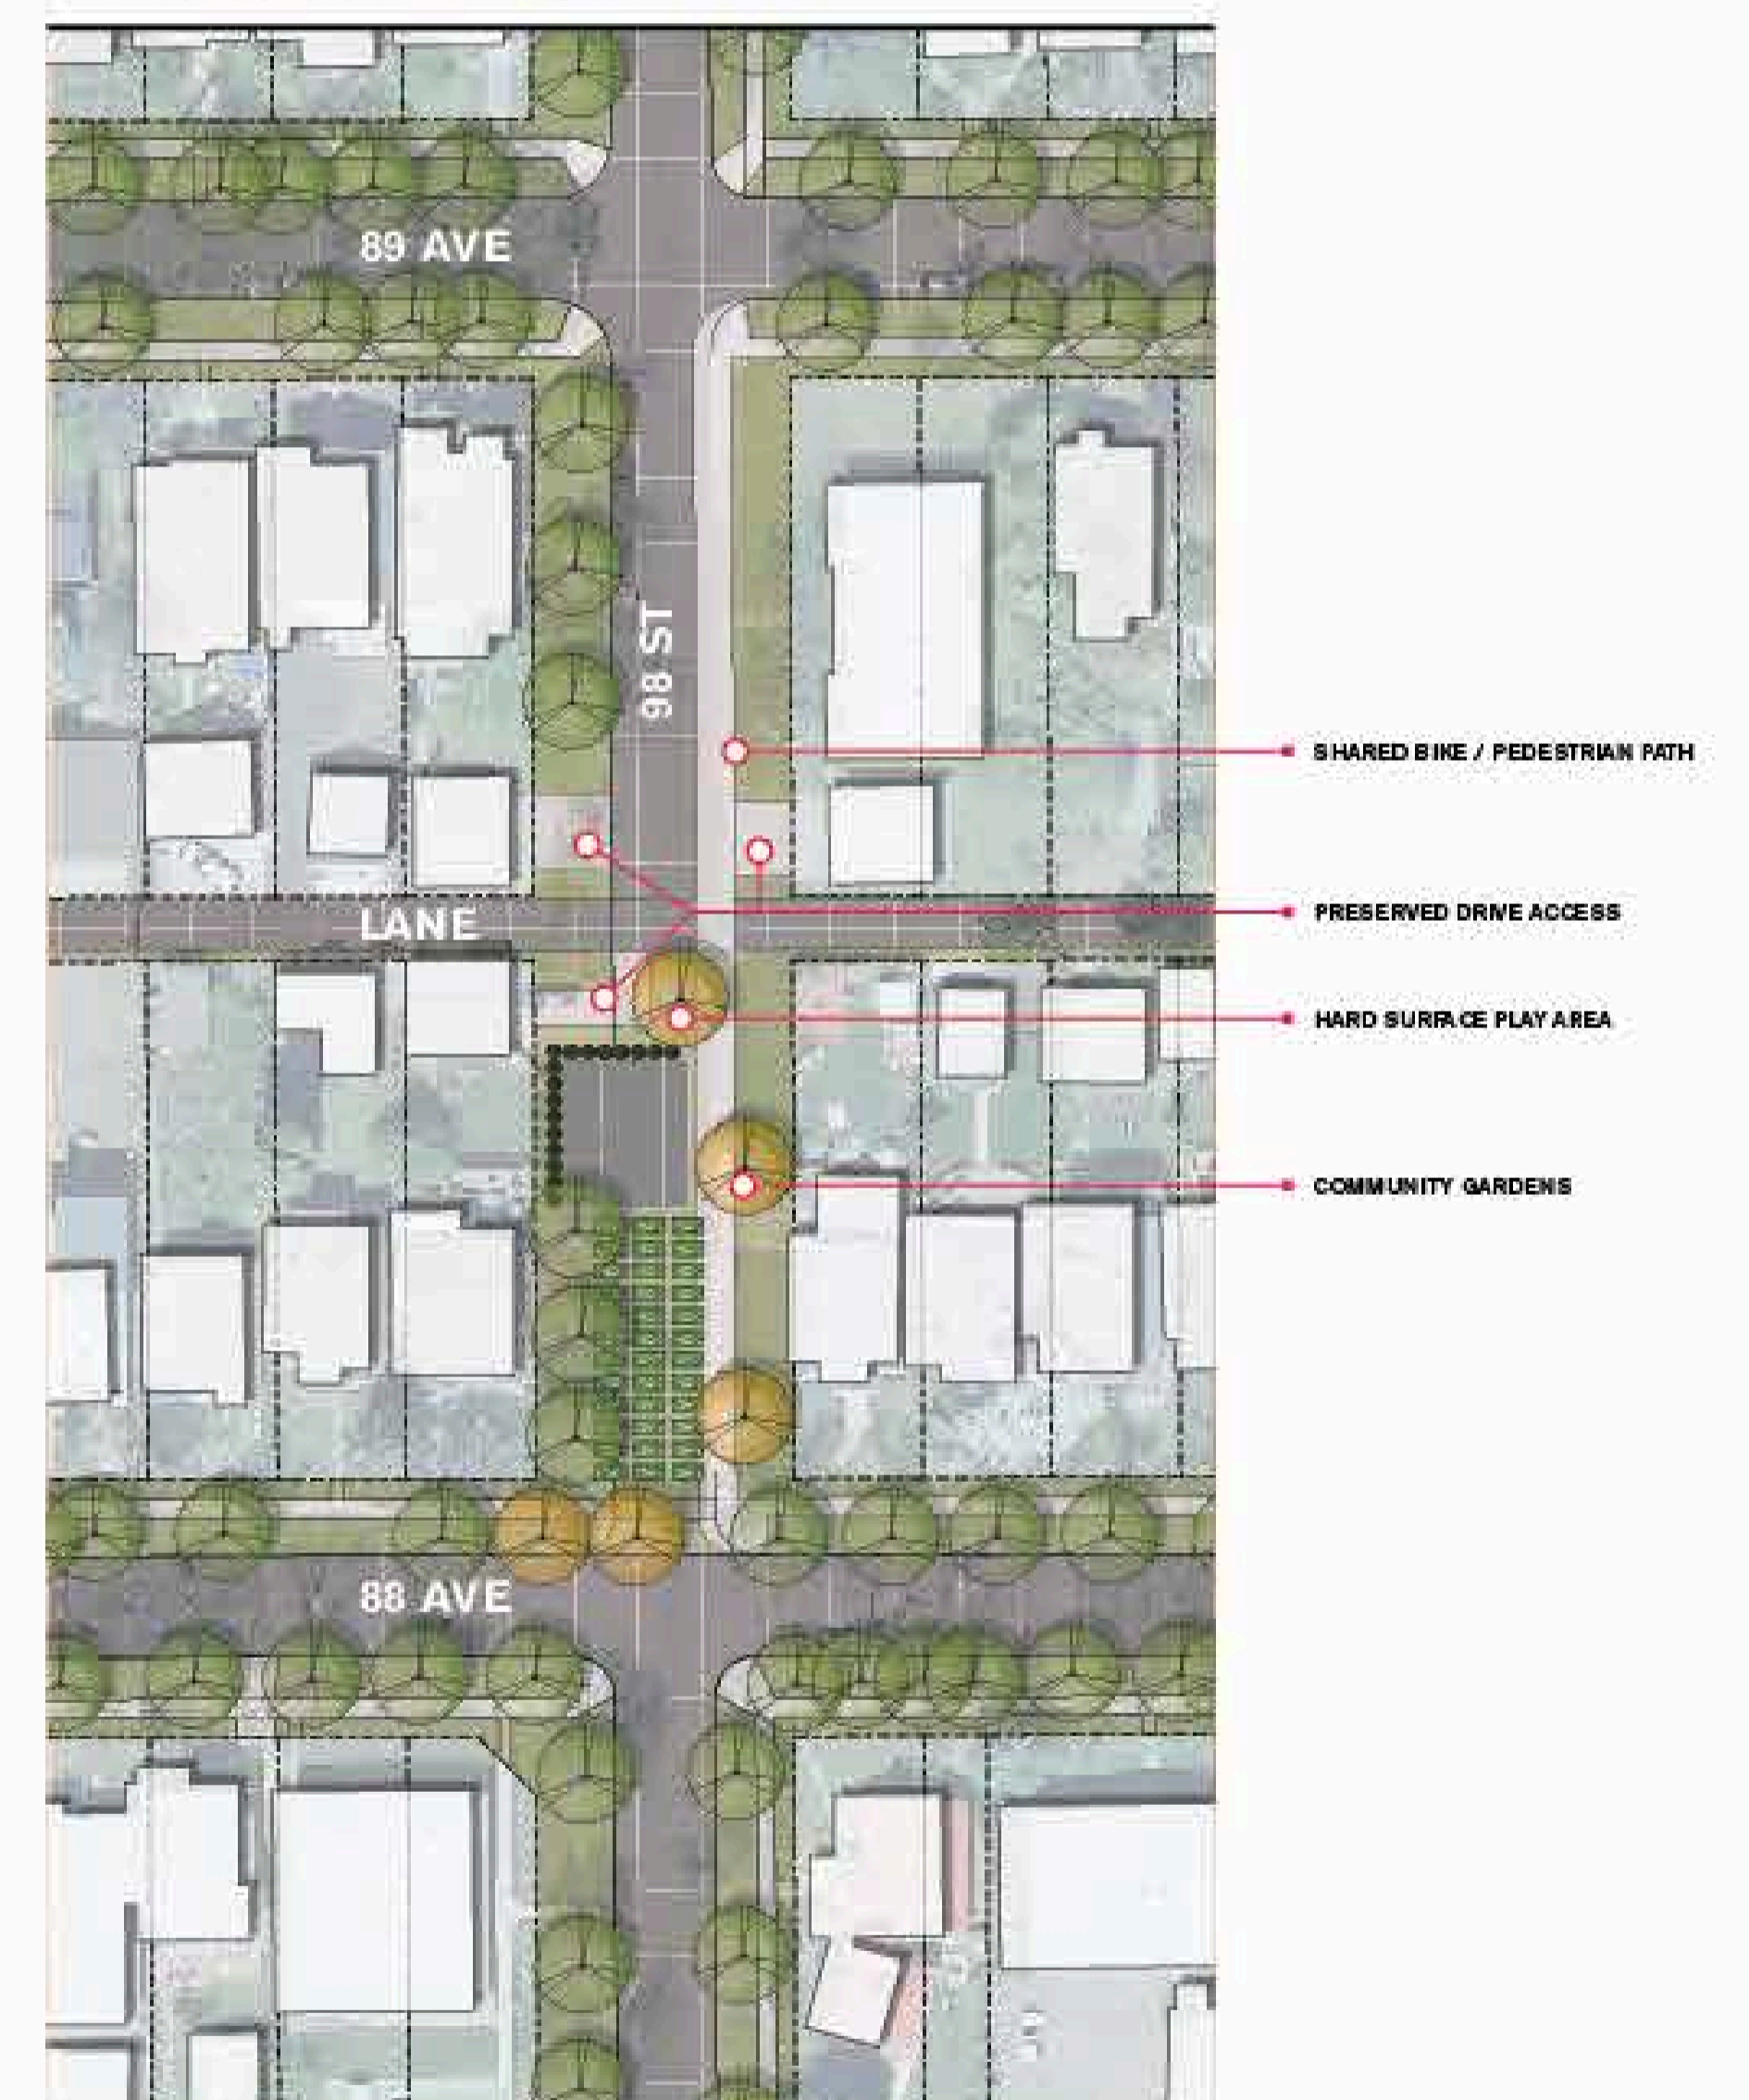 89 AVE
98 ST
SHARED BIKE / PEDESTRIAN PATH
PRESERVED DRIVE ACCESS
LANE
HARD SURFACE PLAY AREA
COMMUNITY GARDENS
88 AVE